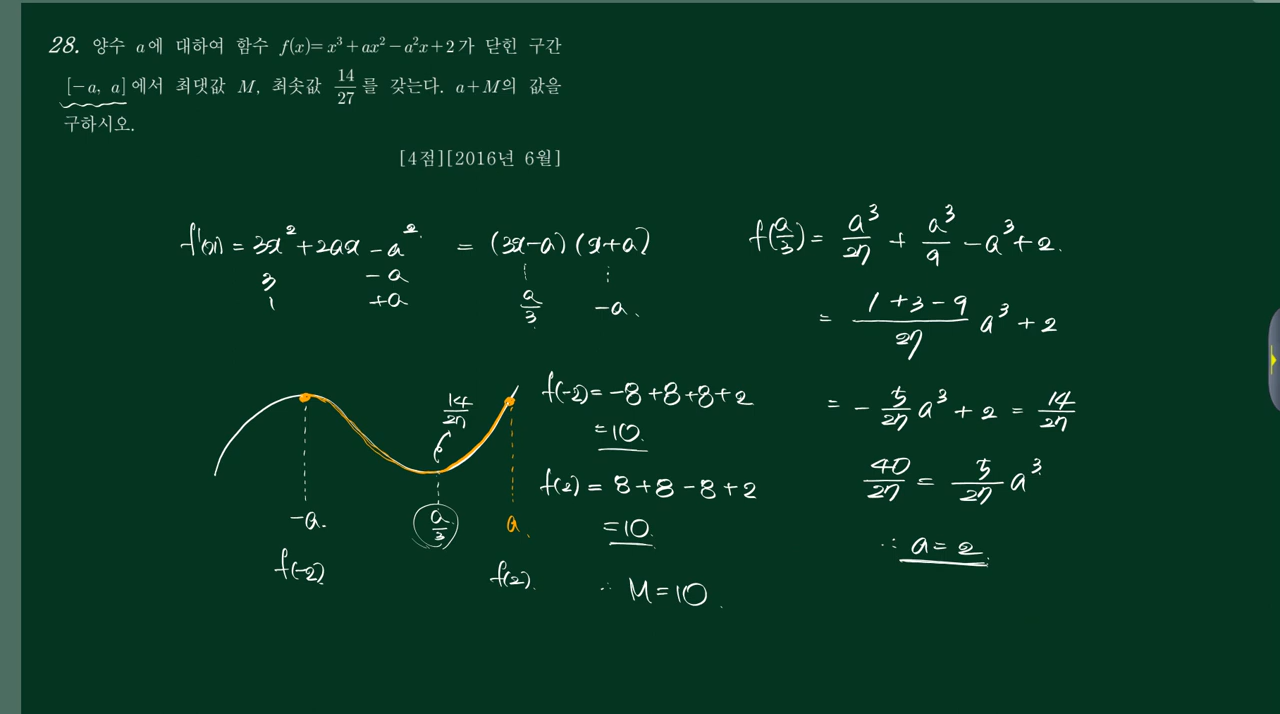 28. 양수 a에 대하여 함수 f(x)=x³+ax²-a²x+2가 닫힌 구간
[-a, a]에서 최댓값 M, 최솟값 14/27를 갖는다. a+M의 값을
구하시오.
[4점][2016년 6월]
f'(x) = 3x² + 2ax - a² = (3x-a)(x+a)
3 -a
1 +a
a/3 -a
f(a/3) = a³/27 + a³/9 - a³ + 2.
= (1+3-9)/27 a³ + 2
= - 5/27 a³ + 2 = 14/27
40/27 = 5/27 a³
∴ a = 2.
14/27
-a. a/3 a.
f(-2) f(2).
f(-2) = -8+8+8+2
=10.
f(2) = 8+8-8+2
=10.
∴ M=10.